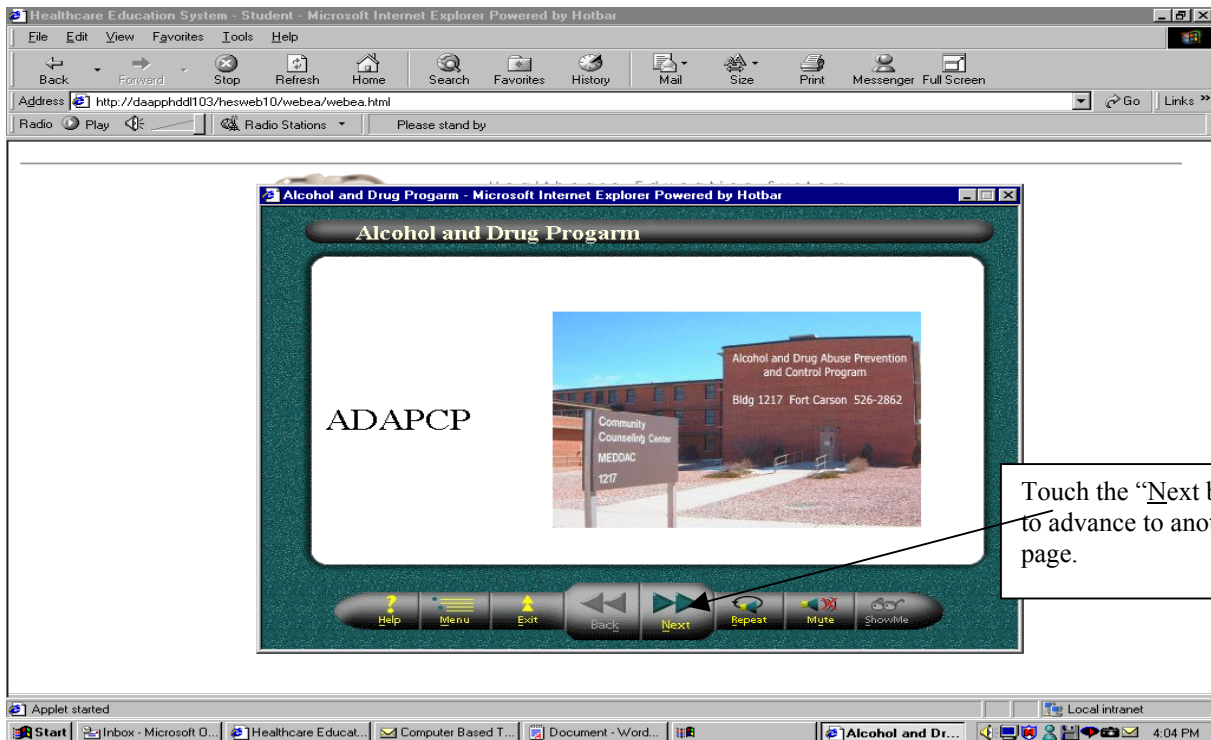 Healthcare Education System - Student - Microsoft Internet Explorer Powered by Hotbar
File Edit View Favorites Tools Help
Back Forward Stop Refresh Home Search Favorites History Mail Size Print Messenger Full Screen
Address http://daapphddl103/hesweb10/webea/webea.html Go Links »
Radio Play Radio Stations Please stand by
Healthcare Education System
Alcohol and Drug Progarm - Microsoft Internet Explorer Powered by Hotbar
Alcohol and Drug Progarm
ADAPCP
Alcohol and Drug Abuse Prevention
and Control Program
Bldg 1217 Fort Carson 526-2862
Community
Counseling Center
MEDDAC
1217
Touch the “Next b
to advance to ano
page.
Help Menu Exit Back Next Repeat Mute ShowMe
Applet started Local intranet
Start Inbox - Microsoft O... Healthcare Educat... Computer Based T... Document - Word... Alcohol and Dr... 4:04 PM